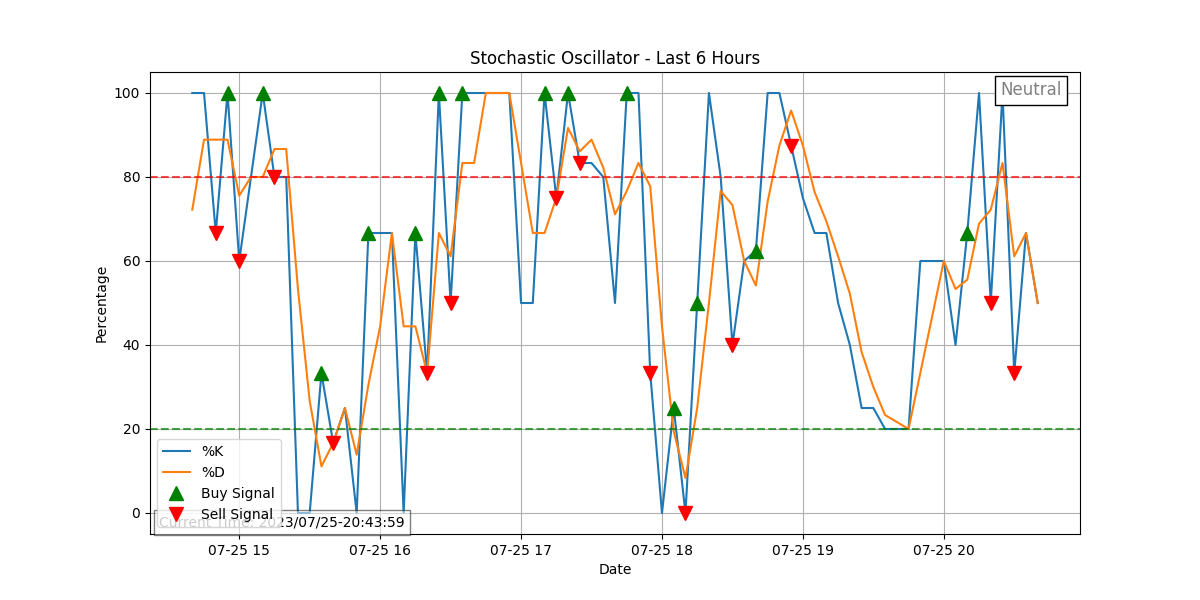 Stochastic Oscillator - Last 6 Hours
Neutral
100
80
60
40
20
0
Percentage
%K
%D
Buy Signal
Sell Signal
Current Time: 2023/07/25-20:43:59
07-25 15
07-25 16
07-25 17
07-25 18
07-25 19
07-25 20
Date